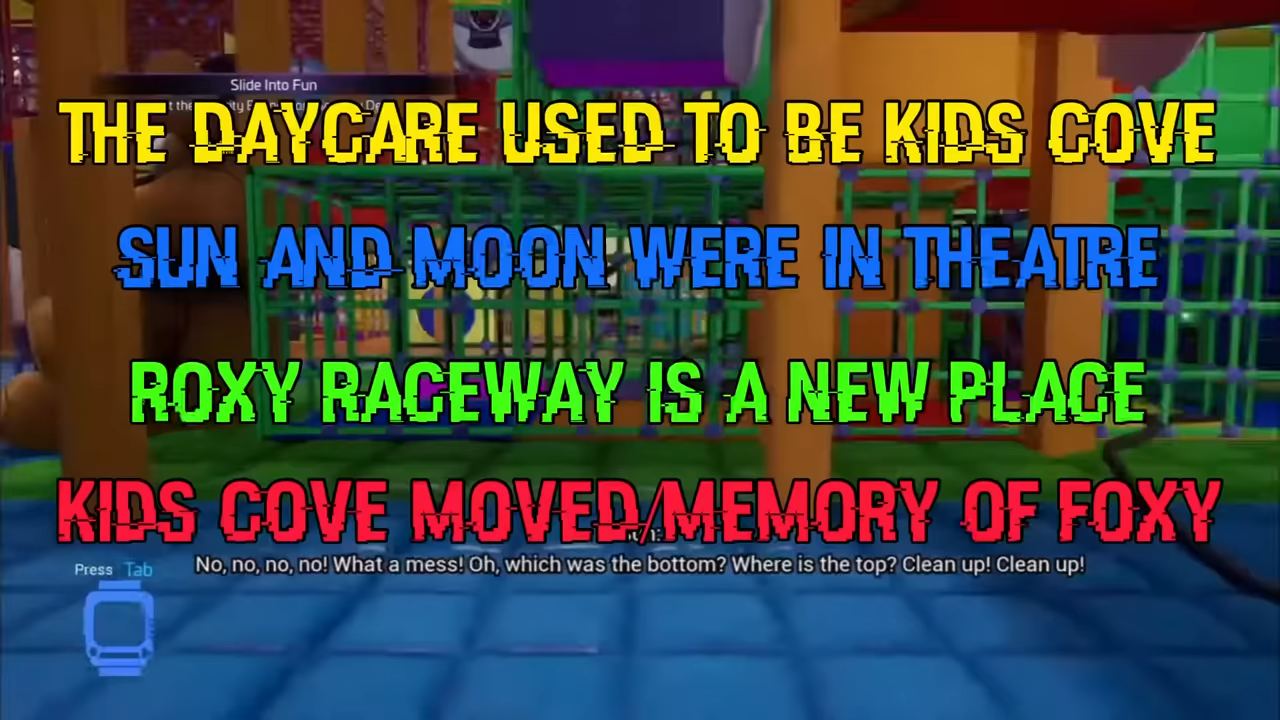 Slide Into Fun
THE DAYCARE USED TO BE KIDS COVE
SUN AND MOON WERE IN THEATRE
ROXY RACEWAY IS A NEW PLACE
KIDS COVE MOVED/MEMORY OF FOXY
No, no, no, no! What a mess! Oh, which was the bottom? Where is the top? Clean up! Clean up!
Press Tab